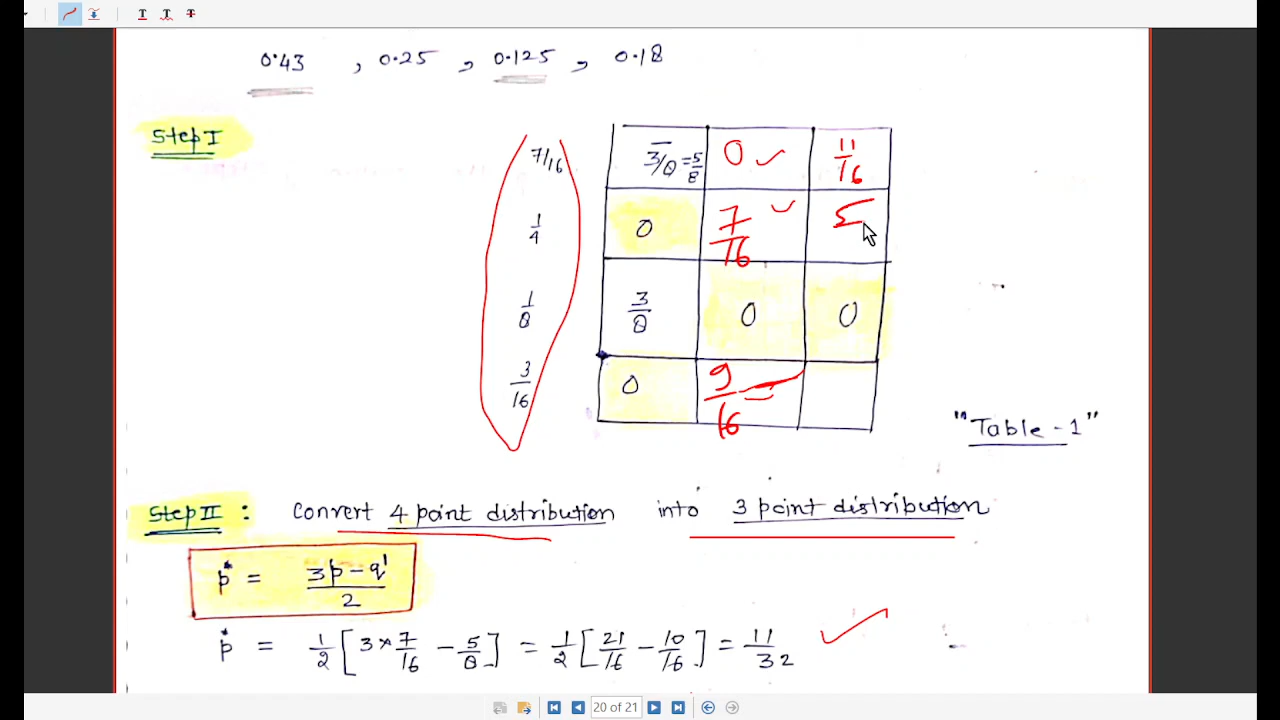 T T T
0.43 , 0.25 , 0.125 , 0.18
Step I
7/16 3/8 = 5/8 0 ✓ 11/16
1/4 0 7/16 ✓
1/8 3/8 0 0
3/16 0 9/16
"Table - 1"
Step II : Convert 4 point distribution into 3 point distribution
p* = 3p - q' / 2
p* = 1/2 [3 * 7/16 - 5/8] = 1/2 [21/16 - 10/16] = 11/32 ✓
20 of 21